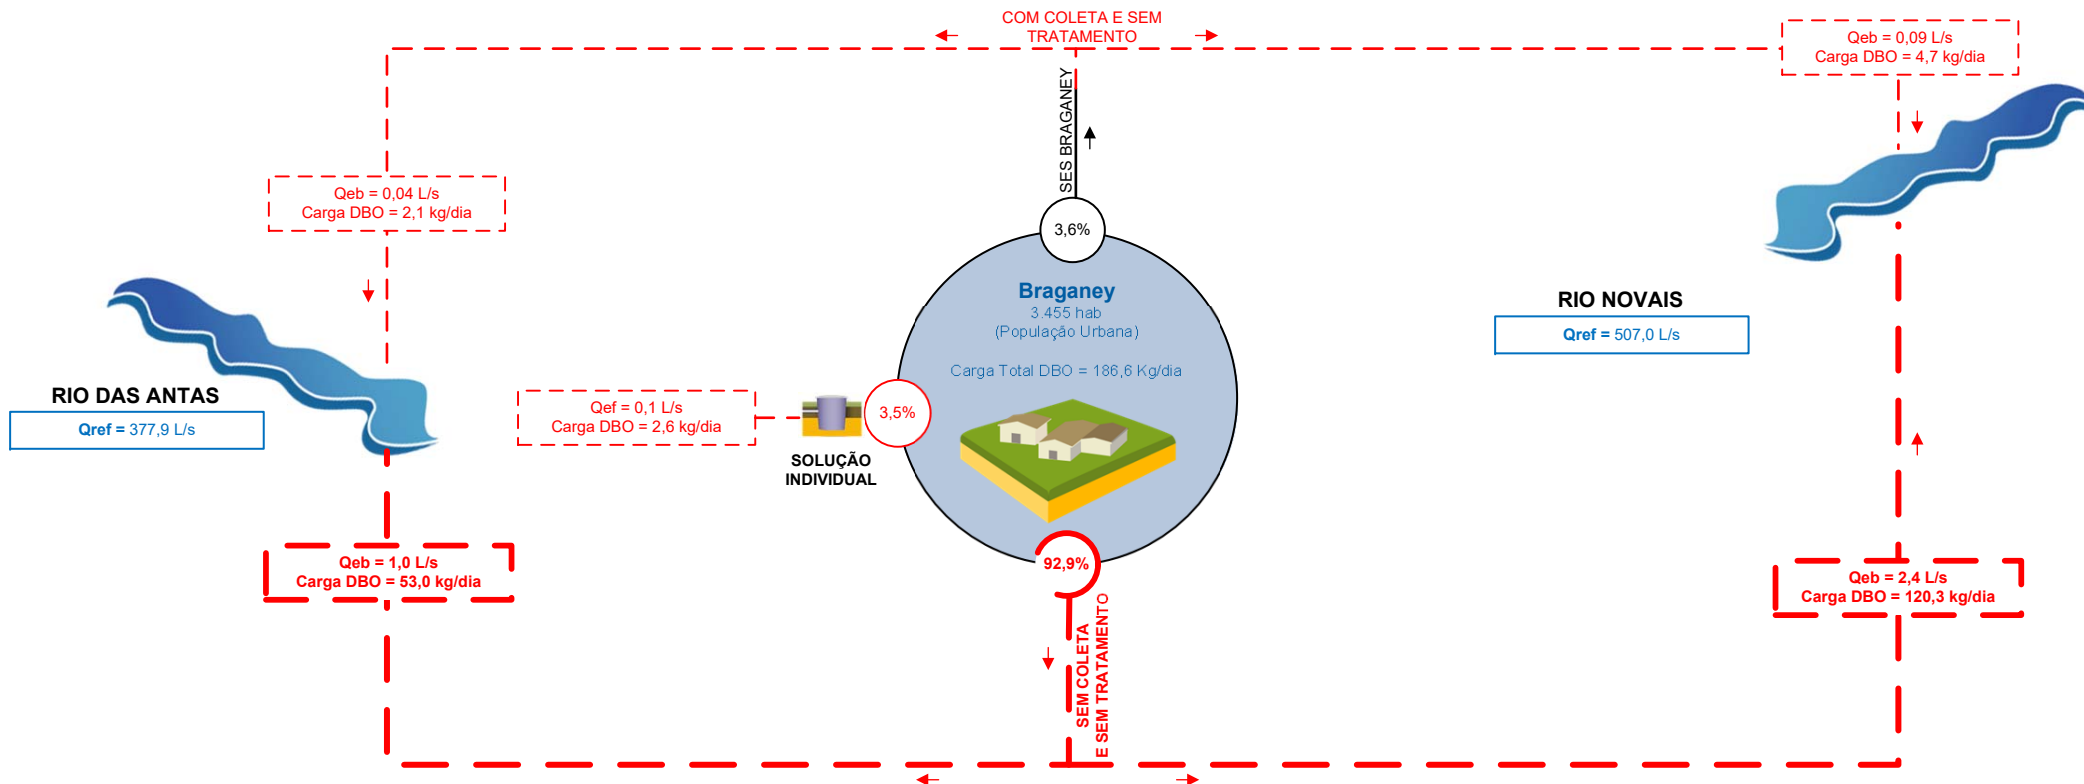 COM COLETA E SEM
TRATAMENTO
Qeb = 0,09 L/s
Carga DBO = 4,7 kg/dia
SES BRAGANEY
Qeb = 0,04 L/s
Carga DBO = 2,1 kg/dia
3,6%
Braganey
3.455 hab
(População Urbana)
Carga Total DBO = 186,6 Kg/dia
RIO NOVAIS
Qref = 507,0 L/s
RIO DAS ANTAS
Qref = 377,9 L/s
Qef = 0,1 L/s
Carga DBO = 2,6 kg/dia
3,5%
SOLUÇÃO
INDIVIDUAL
Qeb = 1,0 L/s
Carga DBO = 53,0 kg/dia
92,9%
Qeb = 2,4 L/s
Carga DBO = 120,3 kg/dia
SEM COLETA
E SEM TRATAMENTO